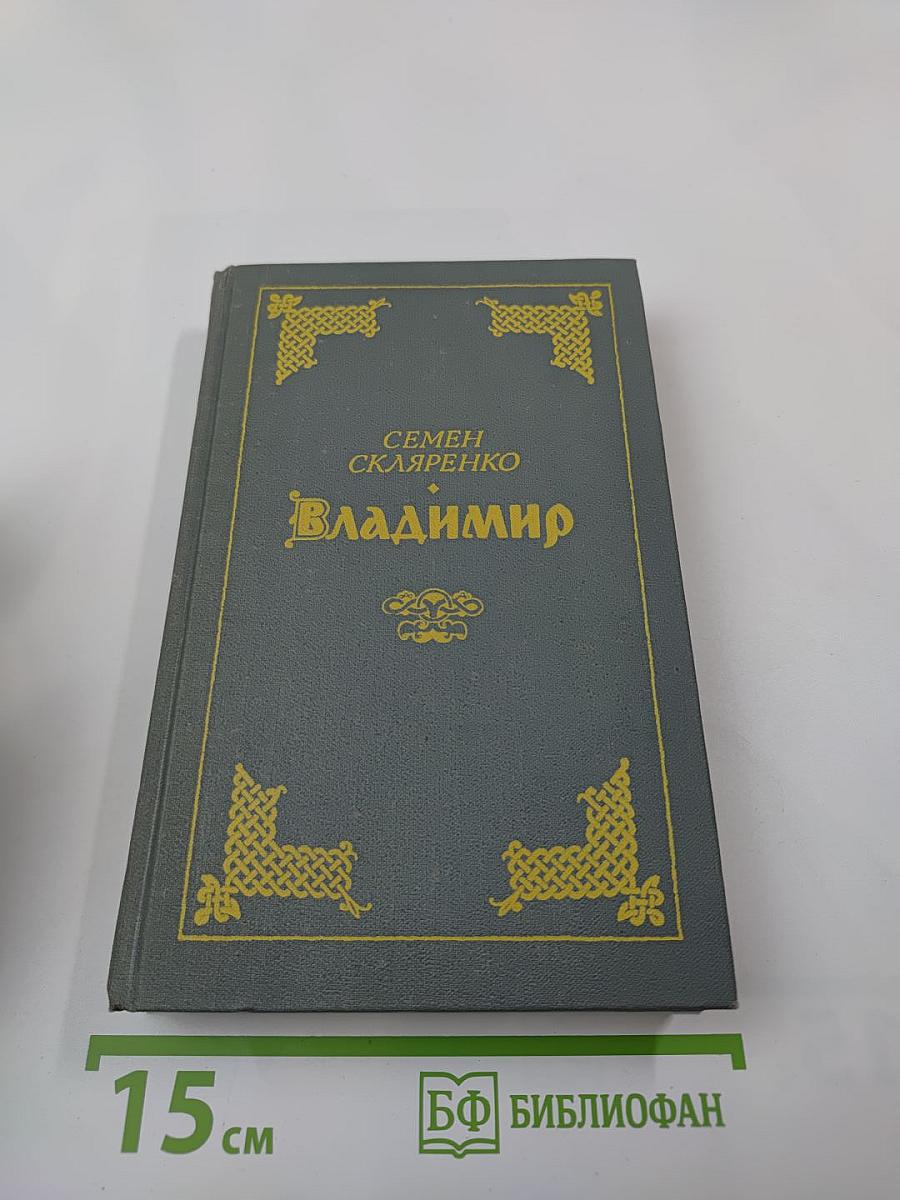 СЕМЕН
СКЛЯРЕНКО
Владимир
15 см
БФ БИБЛИОФАН